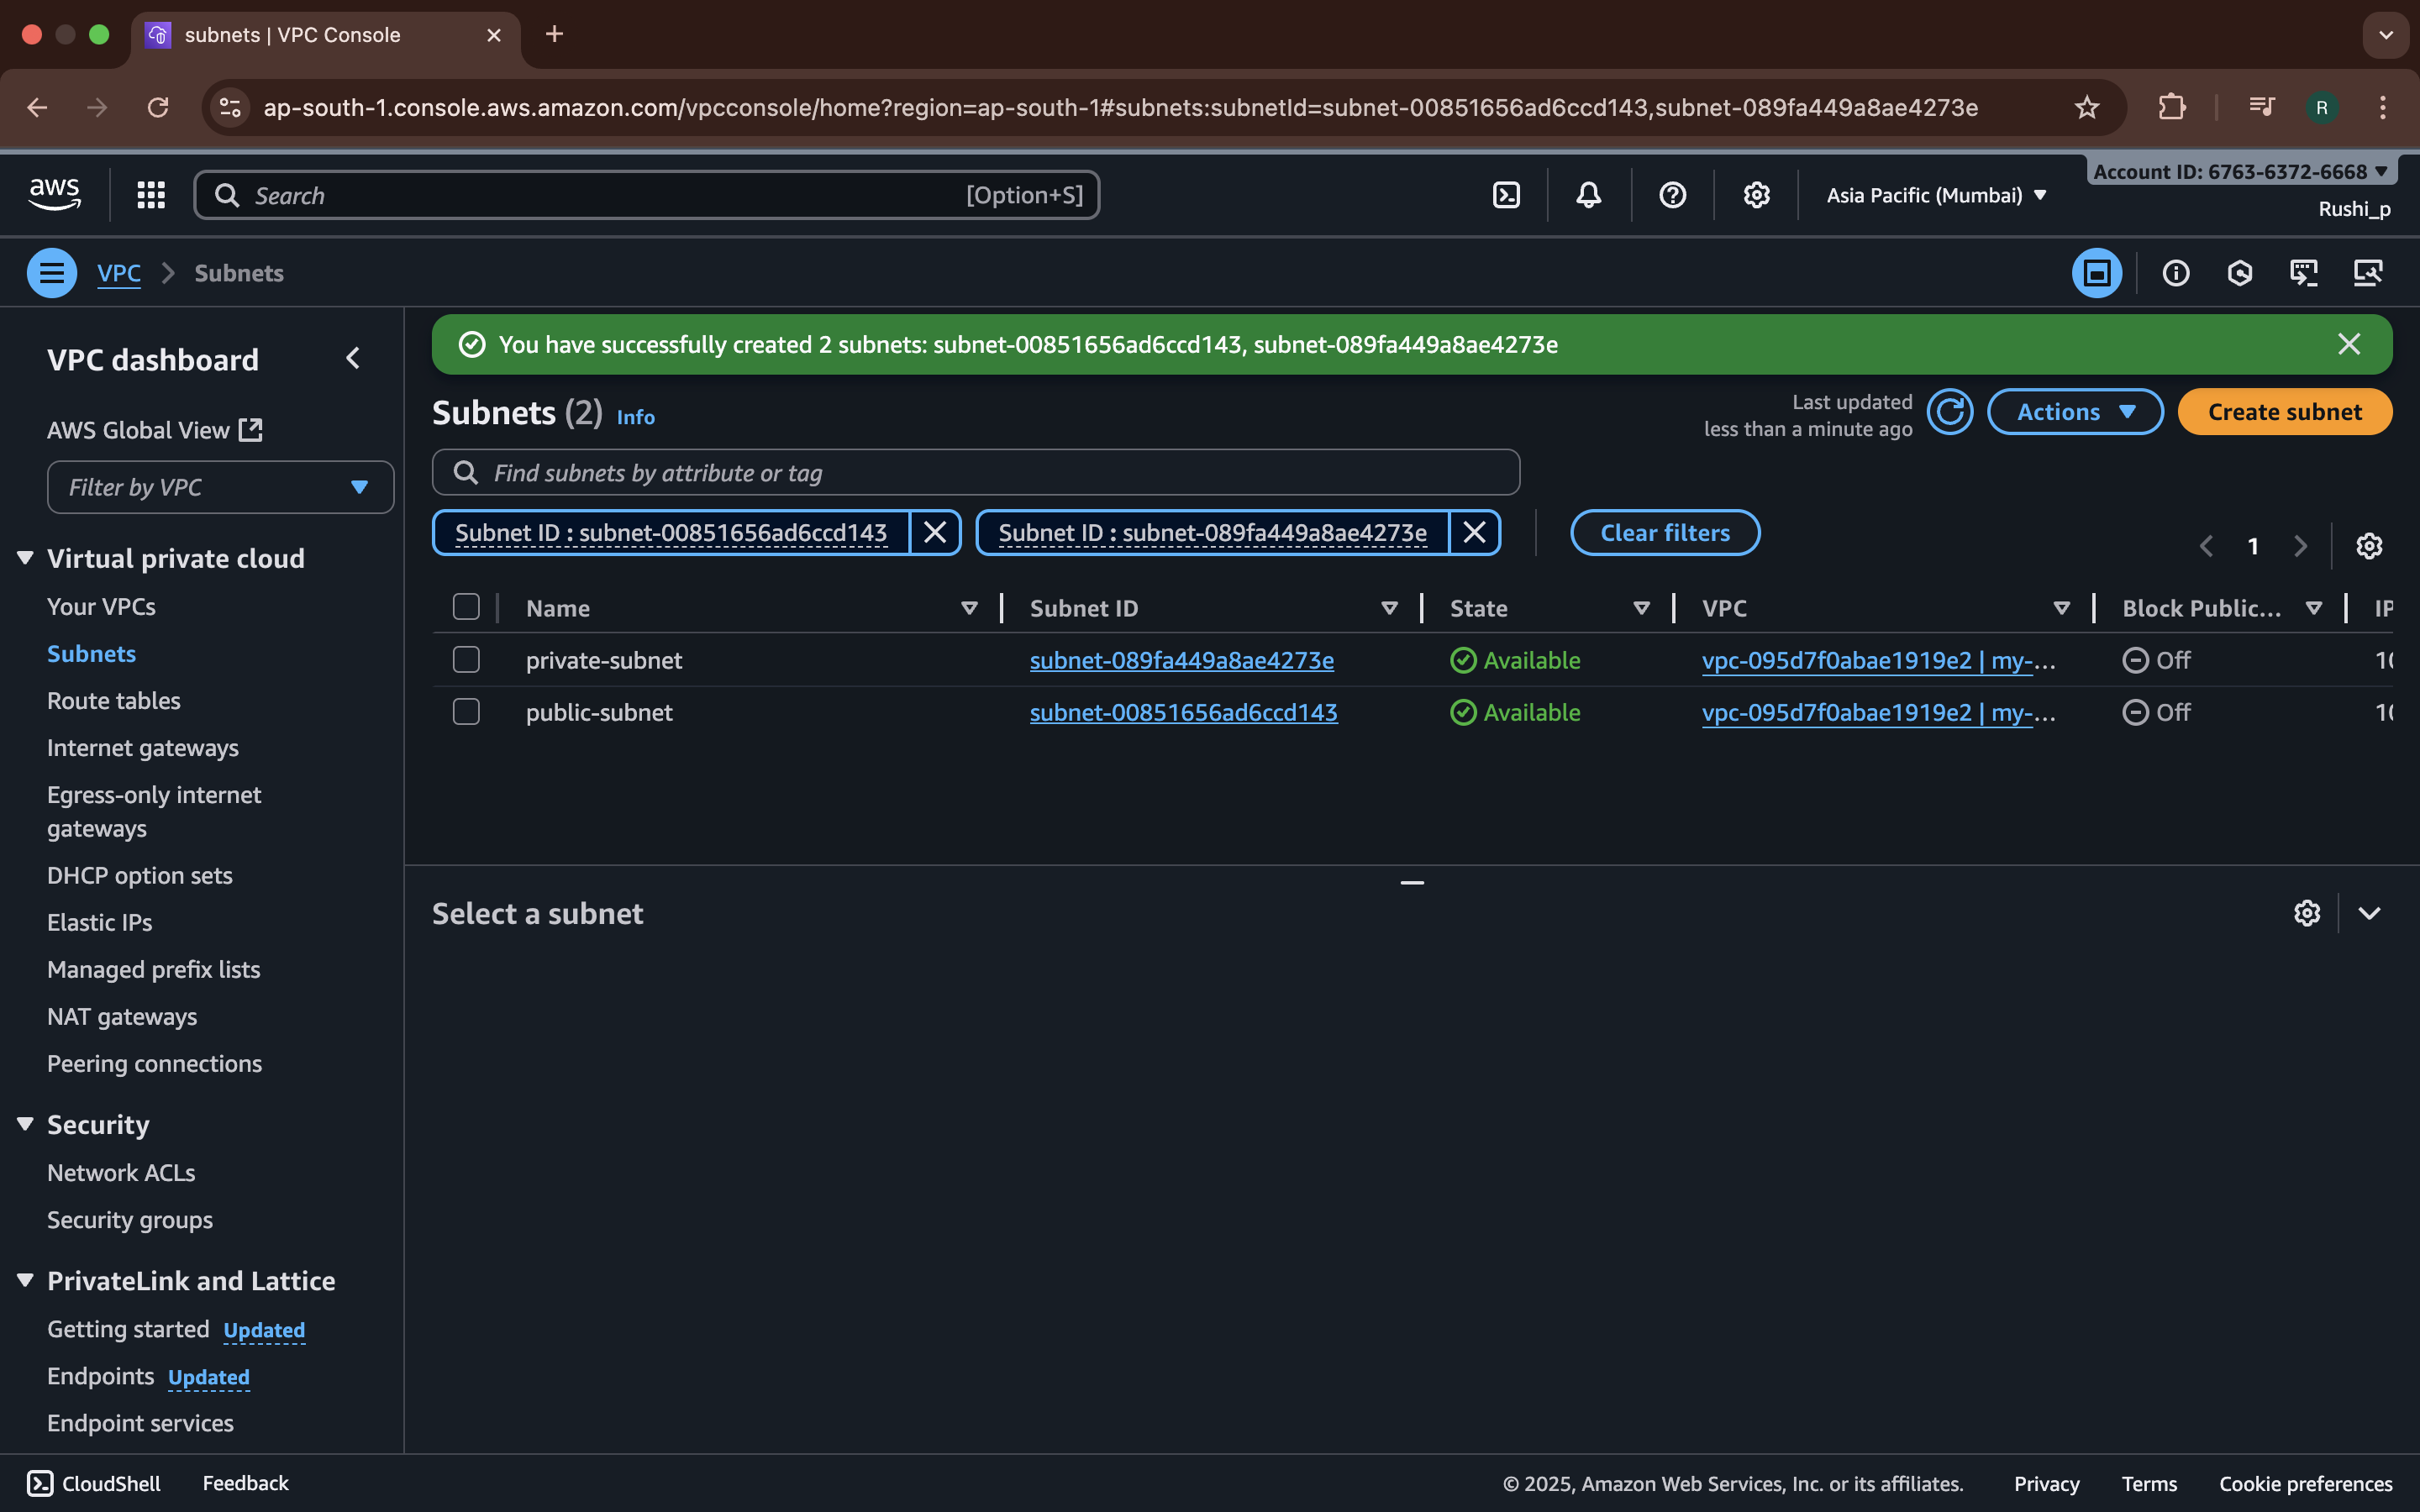 subnets | VPC Console
ap-south-1.console.aws.amazon.com/vpcconsole/home?region=ap-south-1#subnets:subnetId=subnet-00851656ad6ccd143,subnet-089fa449a8ae4273e
R
aws
Search
[Option+S]
Asia Pacific (Mumbai)
Account ID: 6763-6372-6668
Rushi_p
VPC
Subnets
VPC dashboard
AWS Global View
Filter by VPC
Virtual private cloud
Your VPCs
Subnets
Route tables
Internet gateways
Egress-only internet
gateways
DHCP option sets
Elastic IPs
Managed prefix lists
NAT gateways
Peering connections
Security
Network ACLs
Security groups
PrivateLink and Lattice
Getting started Updated
Endpoints Updated
Endpoint services
You have successfully created 2 subnets: subnet-00851656ad6ccd143, subnet-089fa449a8ae4273e
Subnets (2) Info
Last updated
less than a minute ago
Actions
Create subnet
Find subnets by attribute or tag
Subnet ID : subnet-00851656ad6ccd143
Subnet ID : subnet-089fa449a8ae4273e
Clear filters
1
Name Subnet ID State VPC Block Public... IP
private-subnet subnet-089fa449a8ae4273e Available vpc-095d7f0abae1919e2 | my-... Off
public-subnet subnet-00851656ad6ccd143 Available vpc-095d7f0abae1919e2 | my-... Off
Select a subnet
CloudShell
Feedback
© 2025, Amazon Web Services, Inc. or its affiliates.
Privacy
Terms
Cookie preferences